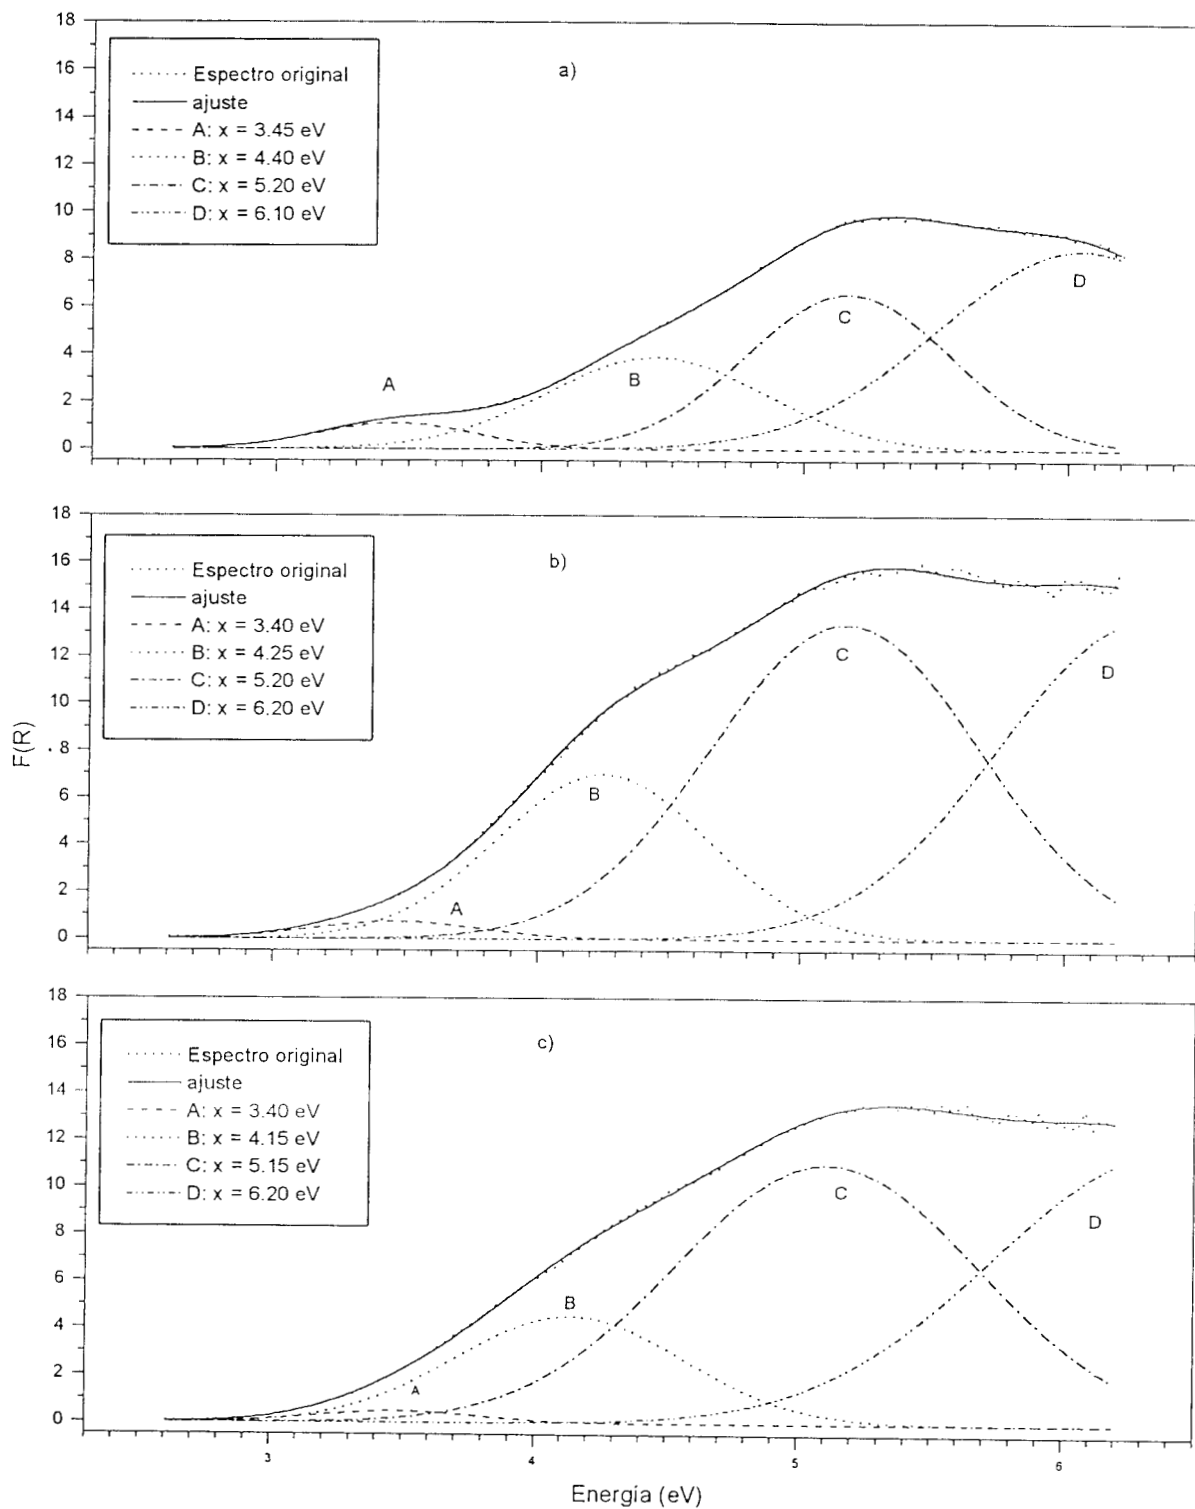 18
16
14
12
10
8
6
4
2
0
Espectro original
ajuste
A: x = 3.45 eV
B: x = 4.40 eV
C: x = 5.20 eV
D: x = 6.10 eV
a)
A
B
C
D
18
16
14
12
10
8
6
4
2
0
Espectro original
ajuste
A: x = 3.40 eV
B: x = 4.25 eV
C: x = 5.20 eV
D: x = 6.20 eV
b)
A
B
C
D
F(R)
18
16
14
12
10
8
6
4
2
0
Espectro original
ajuste
A: x = 3.40 eV
B: x = 4.15 eV
C: x = 5.15 eV
D: x = 6.20 eV
c)
A
B
C
D
3 4 5 6
Energía (eV)